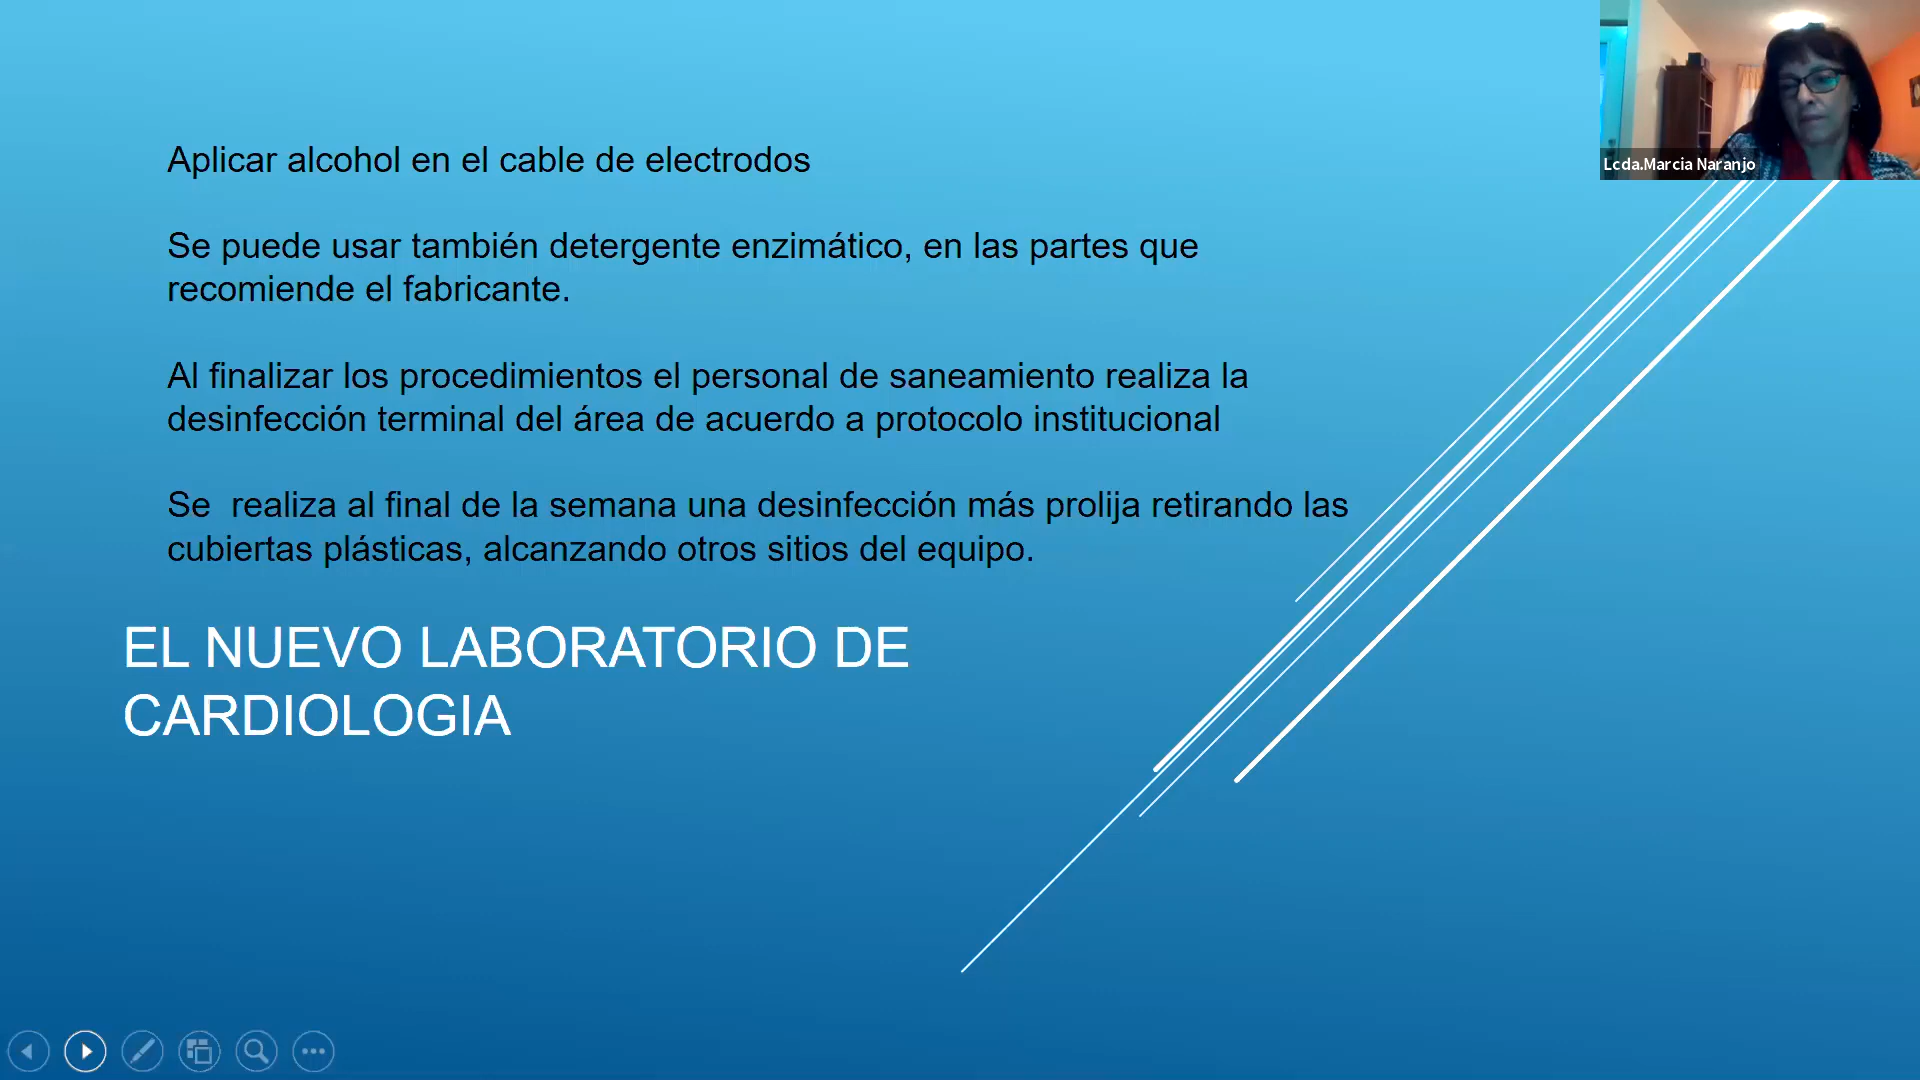 Aplicar alcohol en el cable de electrodos
Se puede usar también detergente enzimático, en las partes que
recomiende el fabricante.
Al finalizar los procedimientos el personal de saneamiento realiza la
desinfección terminal del área de acuerdo a protocolo institucional
Se  realiza al final de la semana una desinfección más prolija retirando las
cubiertas plásticas, alcanzando otros sitios del equipo.
EL NUEVO LABORATORIO DE
CARDIOLOGIA
Lcda.Marcia Naranjo